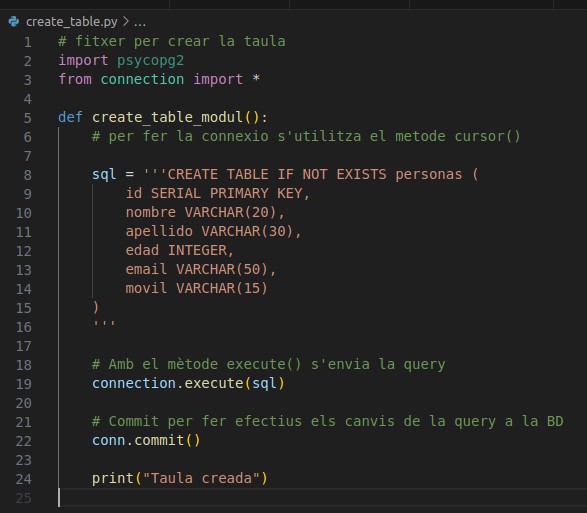 create_table.py > ...
1 # fitxer per crear la taula
2 import psycopg2
3 from connection import *
4
5 def create_table_modul():
6     # per fer la connexio s'utilitza el metode cursor()
7
8     sql = '''CREATE TABLE IF NOT EXISTS personas (
9         id SERIAL PRIMARY KEY,
10         nombre VARCHAR(20),
11         apellido VARCHAR(30),
12         edad INTEGER,
13         email VARCHAR(50),
14         movil VARCHAR(15)
15     )
16     '''
17
18     # Amb el mètode execute() s'envia la query
19     connection.execute(sql)
20
21     # Commit per fer efectius els canvis de la query a la BD
22     conn.commit()
23
24     print("Taula creada")
25